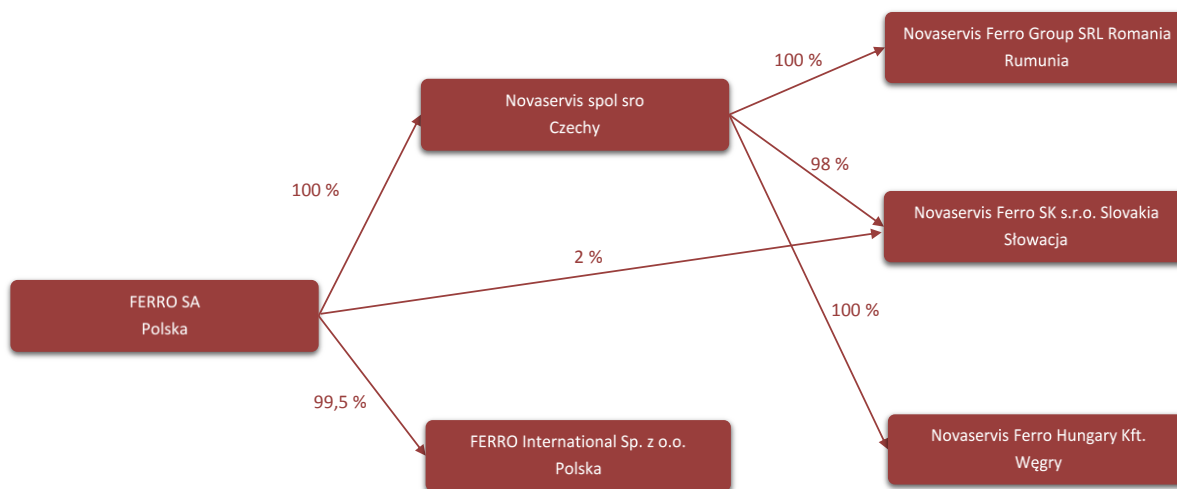 Novaservis Ferro Group SRL Romania
Rumunia
100 %
Novaservis spol sro
Czechy
98 %
100 %
Novaservis Ferro SK s.r.o. Slovakia
Słowacja
2 %
FERRO SA
Polska
100 %
99,5 %
FERRO International Sp. z o.o.
Polska
Novaservis Ferro Hungary Kft.
Węgry